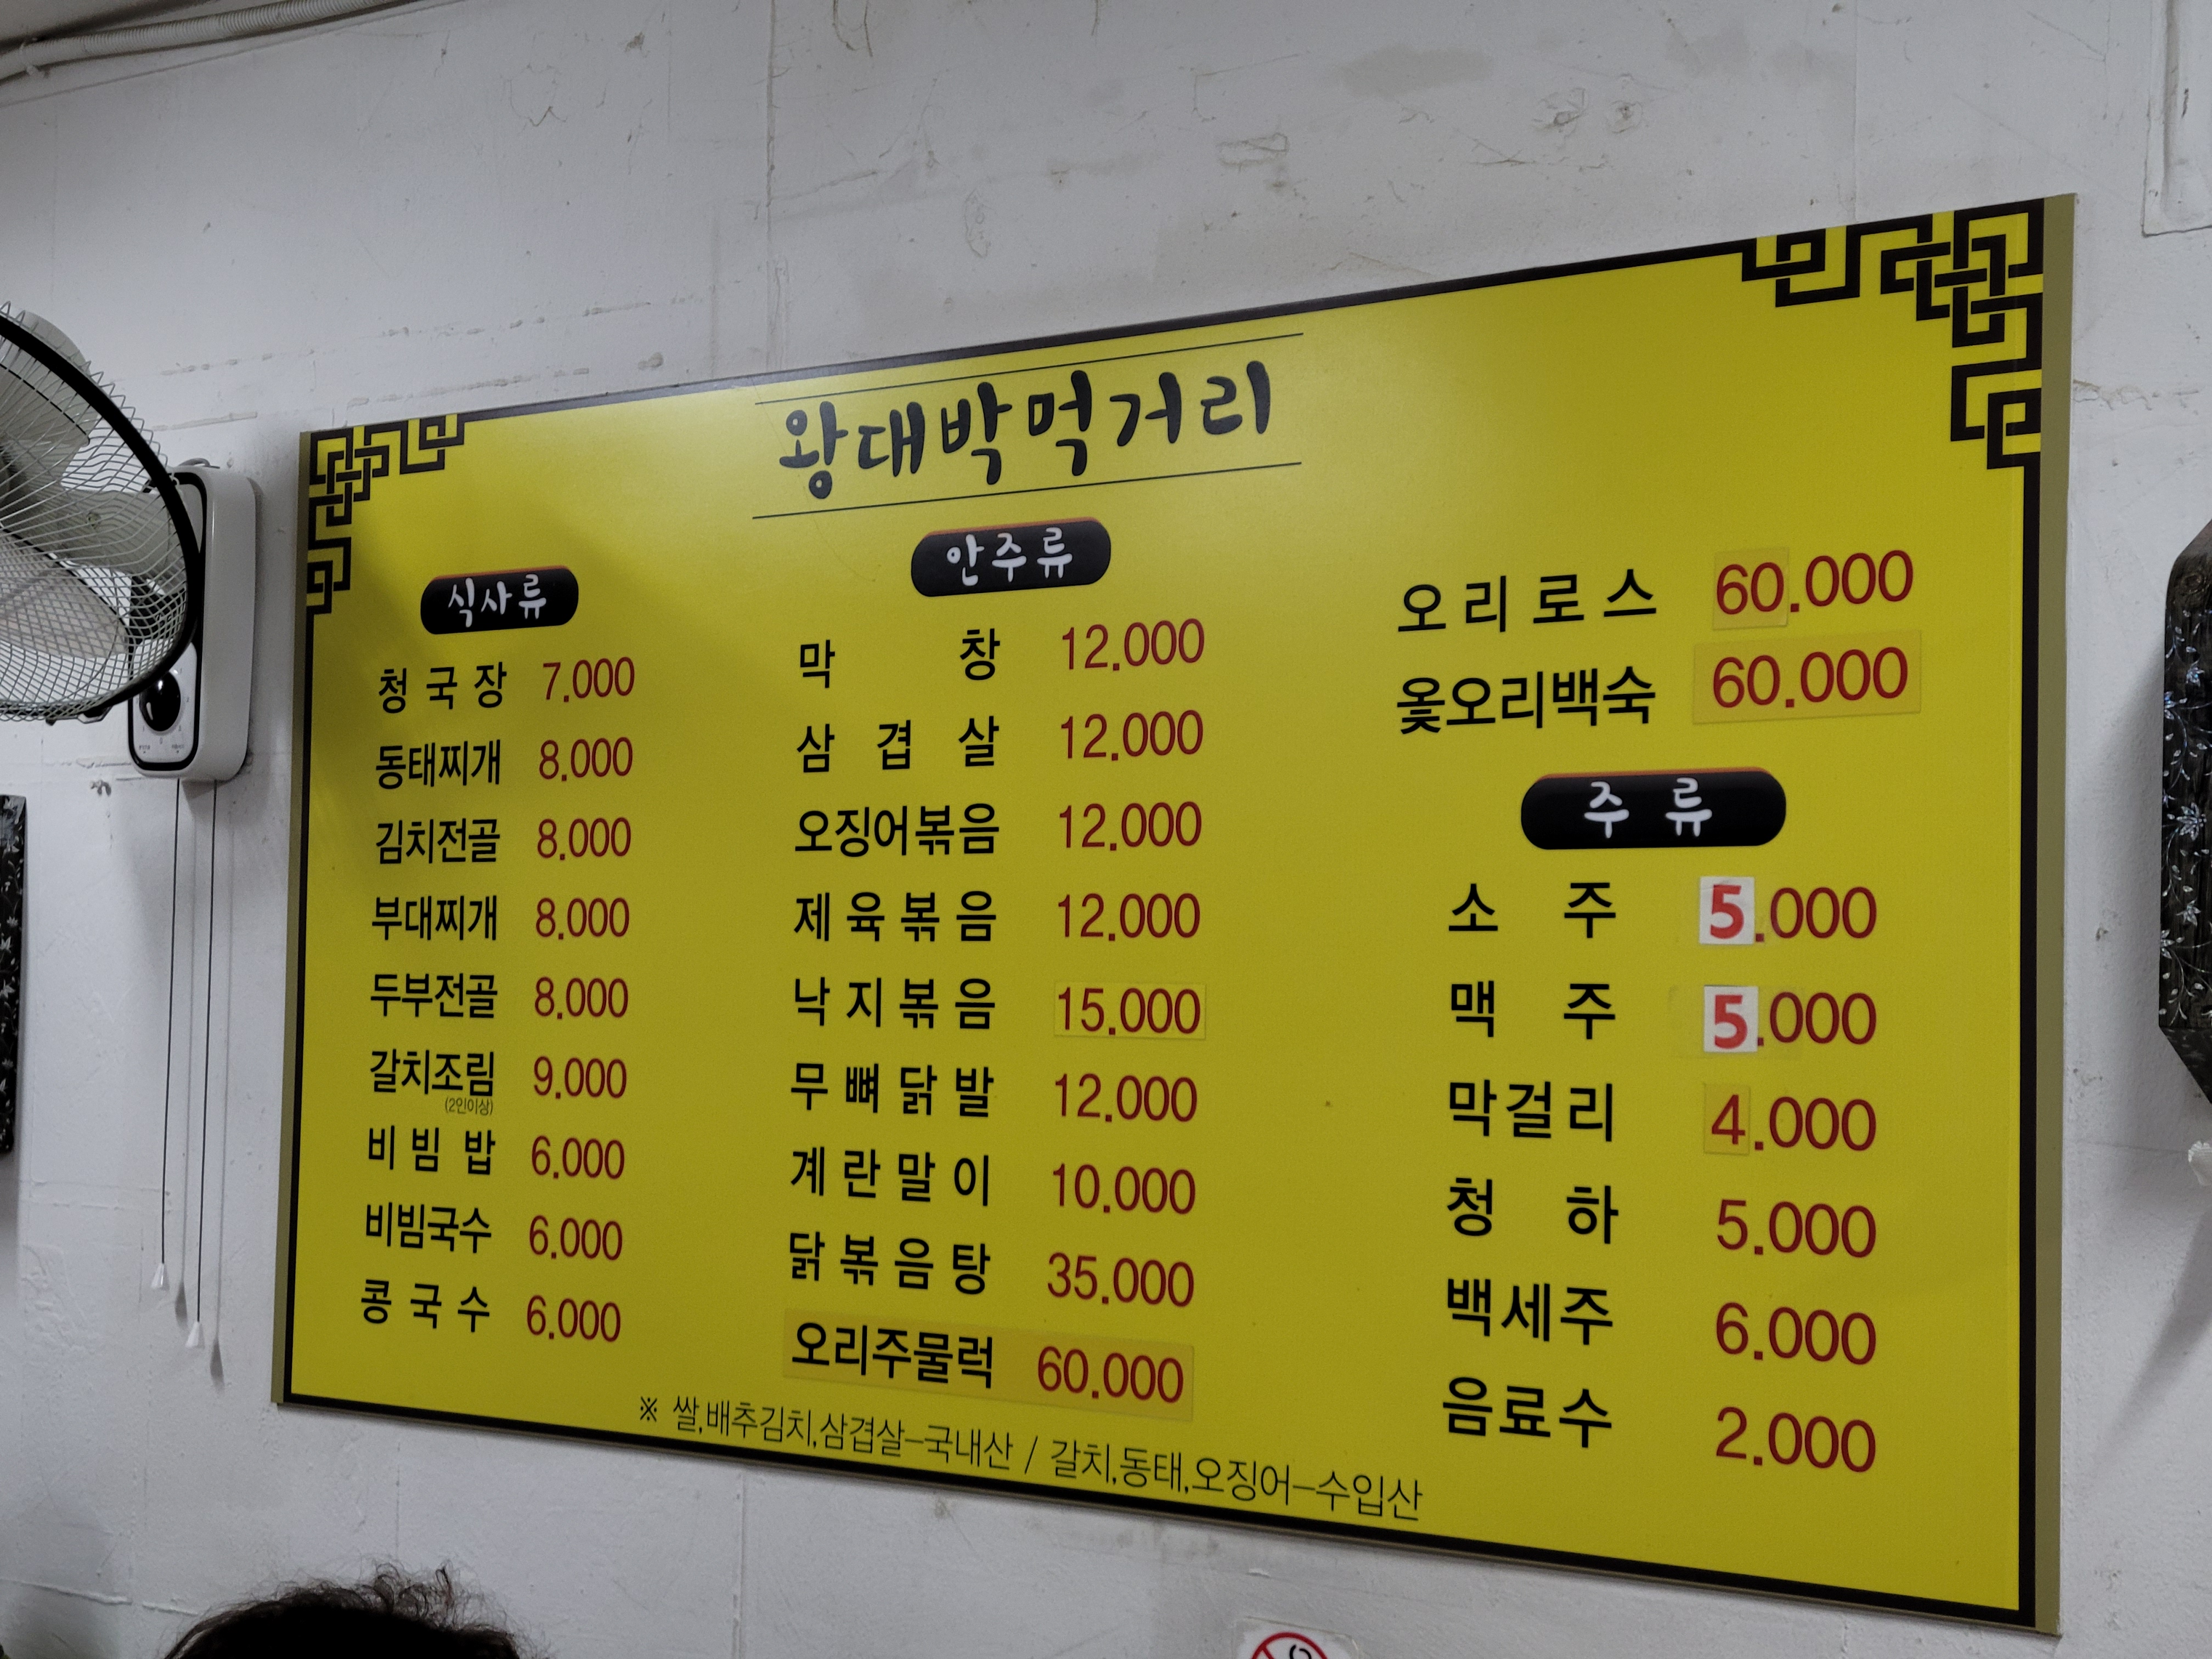 왕대박먹거리
식사류
청국장 7.000
동태찌개 8.000
김치전골 8.000
부대찌개 8.000
두부전골 8.000
갈치조림 9.000
(2인이상)
비빔밥 6.000
비빔국수 6.000
콩국수 6.000
안주류
막창 12.000
삼겹살 12.000
오징어볶음 12.000
제육볶음 12.000
낙지볶음 15.000
무뼈닭발 12.000
계란말이 10.000
닭볶음탕 35.000
오리주물럭 60.000
오리로스 60.000
옻오리백숙 60.000
주류
소주 5.000
맥주 5.000
막걸리 4.000
청하 5.000
백세주 6.000
음료수 2.000
※ 쌀,배추김치,삼겹살-국내산 / 갈치,동태,오징어-수입산